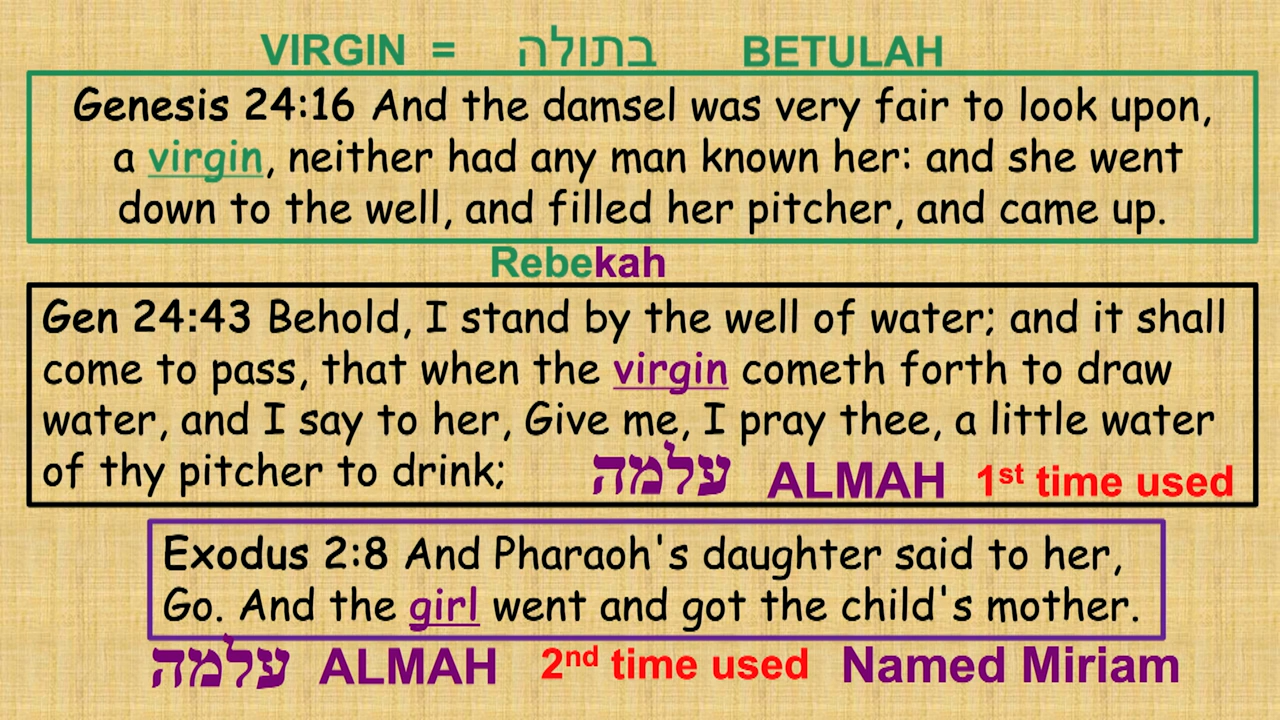 VIRGIN = בתולה BETULAH
Genesis 24:16 And the damsel was very fair to look upon,
a virgin, neither had any man known her: and she went
down to the well, and filled her pitcher, and came up.
Rebekah
Gen 24:43 Behold, I stand by the well of water; and it shall
come to pass, that when the virgin cometh forth to draw
water, and I say to her, Give me, I pray thee, a little water
of thy pitcher to drink; עלמה ALMAH 1st time used
Exodus 2:8 And Pharaoh's daughter said to her,
Go. And the girl went and got the child's mother.
עלמה ALMAH 2nd time used Named Miriam